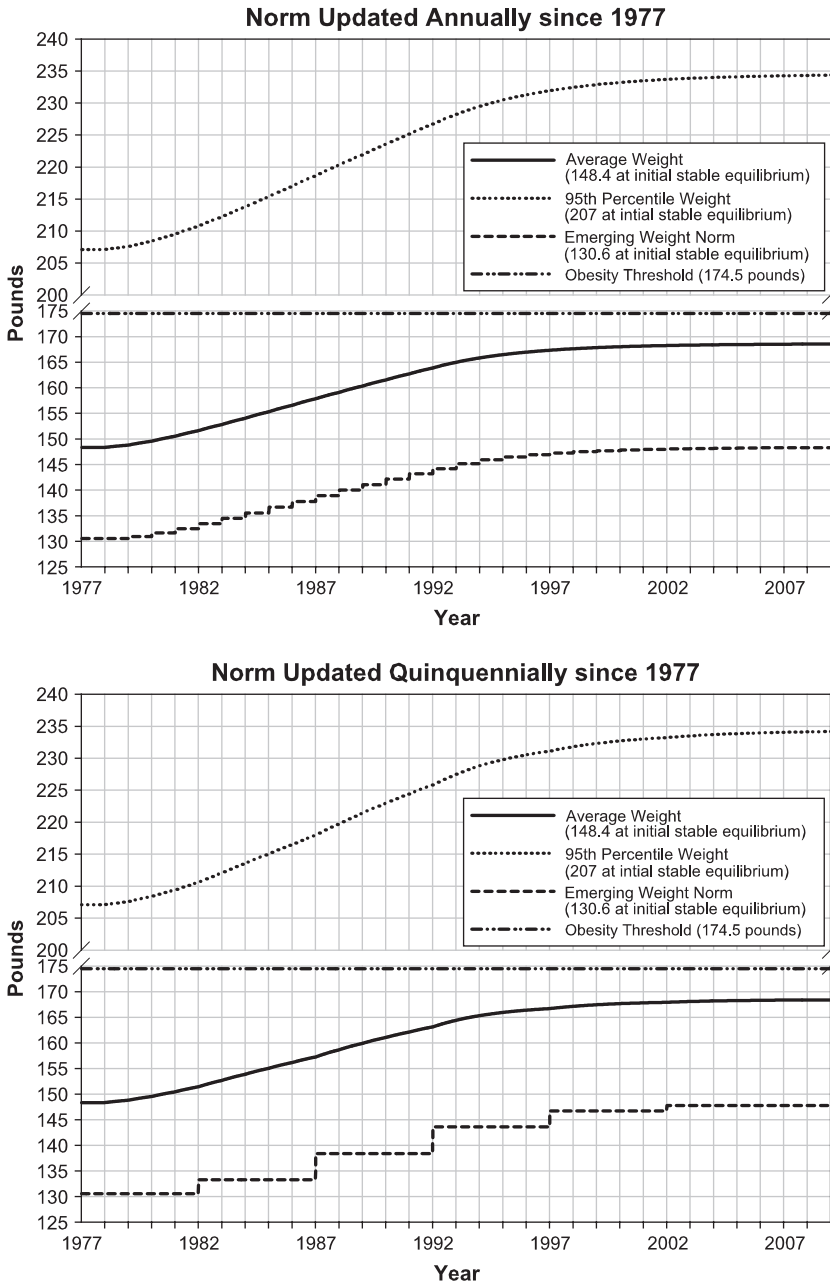 Norm Updated Annually since 1977
240
235
230
225
220
215
210
205
200
175
170
165
160
155
150
145
140
135
130
125
Pounds
Average Weight
(148.4 at initial stable equilibrium)
95th Percentile Weight
(207 at intial stable equilibrium)
Emerging Weight Norm
(130.6 at initial stable equilibrium)
Obesity Threshold (174.5 pounds)
1977 1982 1987 1992 1997 2002 2007
Year
Norm Updated Quinquennially since 1977
240
235
230
225
220
215
210
205
200
175
170
165
160
155
150
145
140
135
130
125
Pounds
Average Weight
(148.4 at initial stable equilibrium)
95th Percentile Weight
(207 at intial stable equilibrium)
Emerging Weight Norm
(130.6 at initial stable equilibrium)
Obesity Threshold (174.5 pounds)
1977 1982 1987 1992 1997 2002 2007
Year